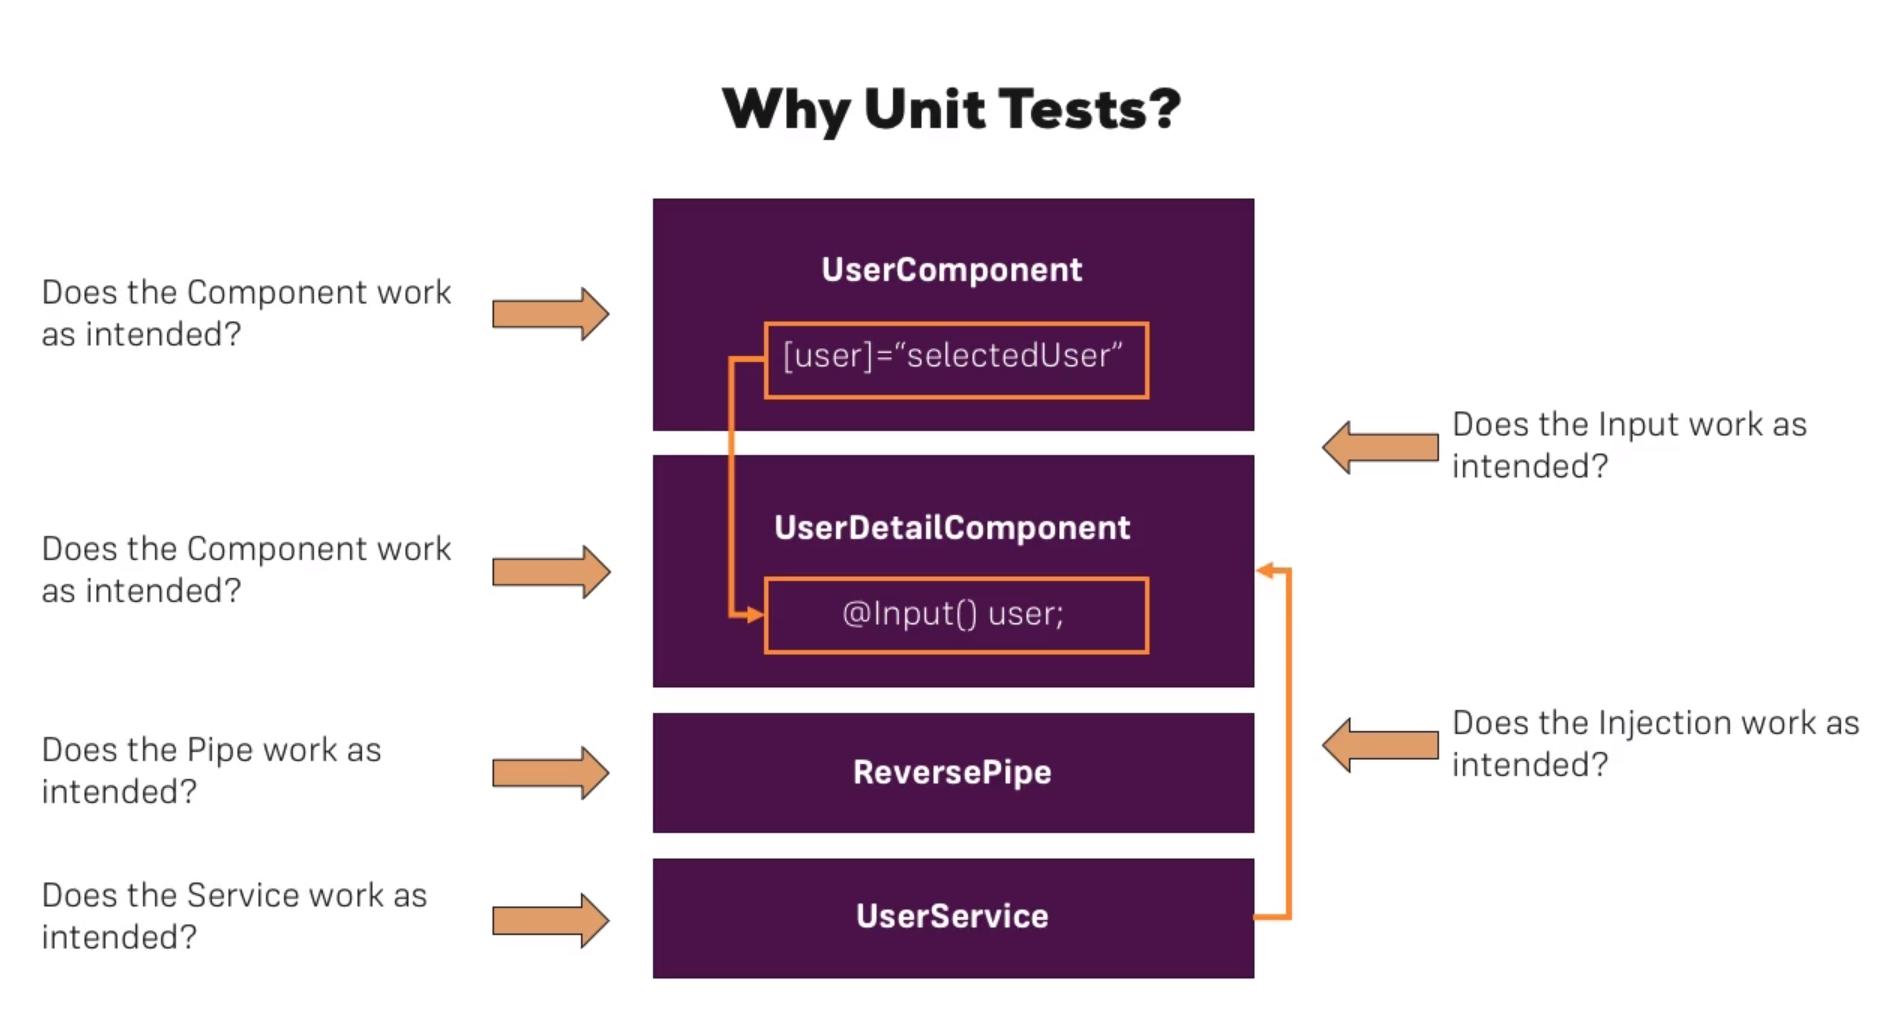 Why Unit Tests?
UserComponent
[user]=“selectedUser”
Does the Component work
as intended?
Does the Input work as
intended?
UserDetailComponent
@Input() user;
Does the Component work
as intended?
ReversePipe
Does the Pipe work as
intended?
Does the Injection work as
intended?
UserService
Does the Service work as
intended?